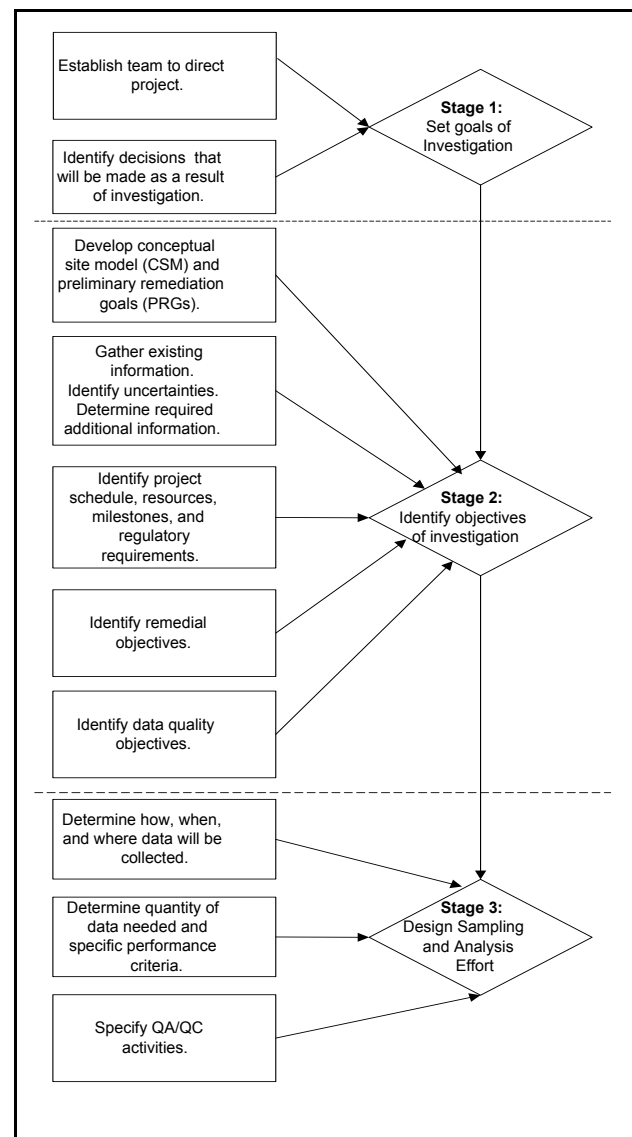 Establish team to direct
project.
Stage 1:
Set goals of
Investigation
Identify decisions that
will be made as a result
of investigation.
Develop conceptual
site model (CSM) and
preliminary remediation
goals (PRGs).
Gather existing
information.
Identify uncertainties.
Determine required
additional information.
Identify project
schedule, resources,
milestones, and
regulatory
requirements.
Stage 2:
Identify objectives
of investigation
Identify remedial
objectives.
Identify data quality
objectives.
Determine how, when,
and where data will be
collected.
Determine quantity of
data needed and
specific performance
criteria.
Stage 3:
Design Sampling
and Analysis
Effort
Specify QA/QC
activities.